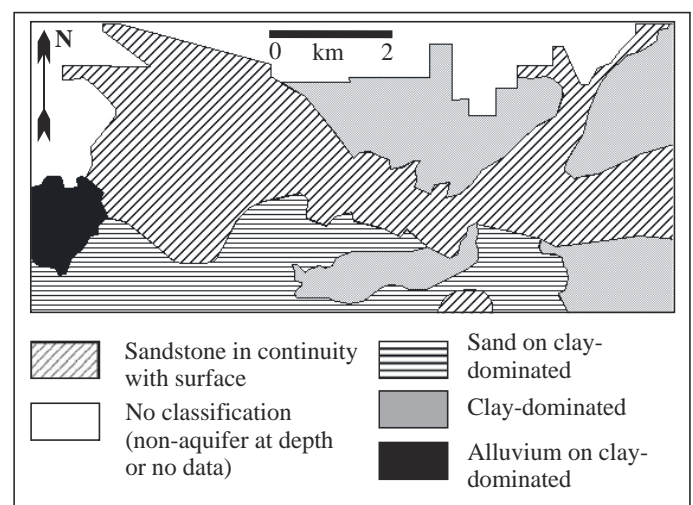 N
0 km 2
Sandstone in continuity
with surface
No classification
(non-aquifer at depth
or no data)
Sand on clay-
dominated
Clay-dominated
Alluvium on clay-
dominated